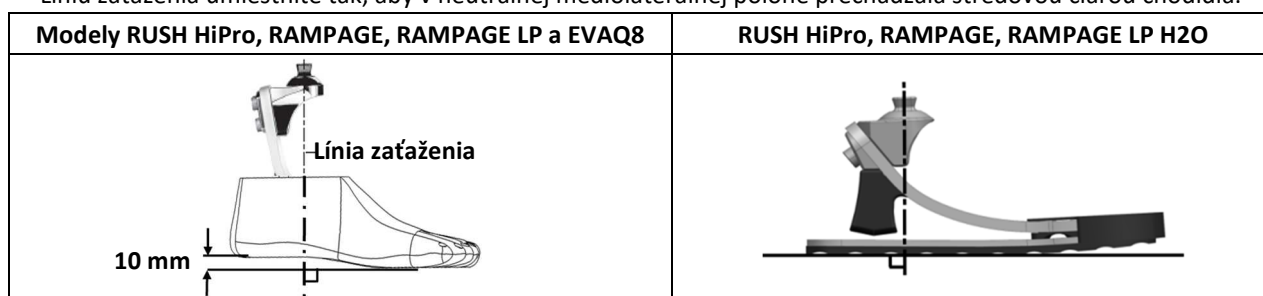 Línia zaťaženia umiestnite tak, aby v neutrálnej mediolaterálnej polohe prechádzala stredovou čiarou chodidla.
Modely RUSH HiPro, RAMPAGE, RAMPAGE LP a EVAQ8
RUSH HiPro, RAMPAGE, RAMPAGE LP H2O
Línia zaťaženia
10 mm